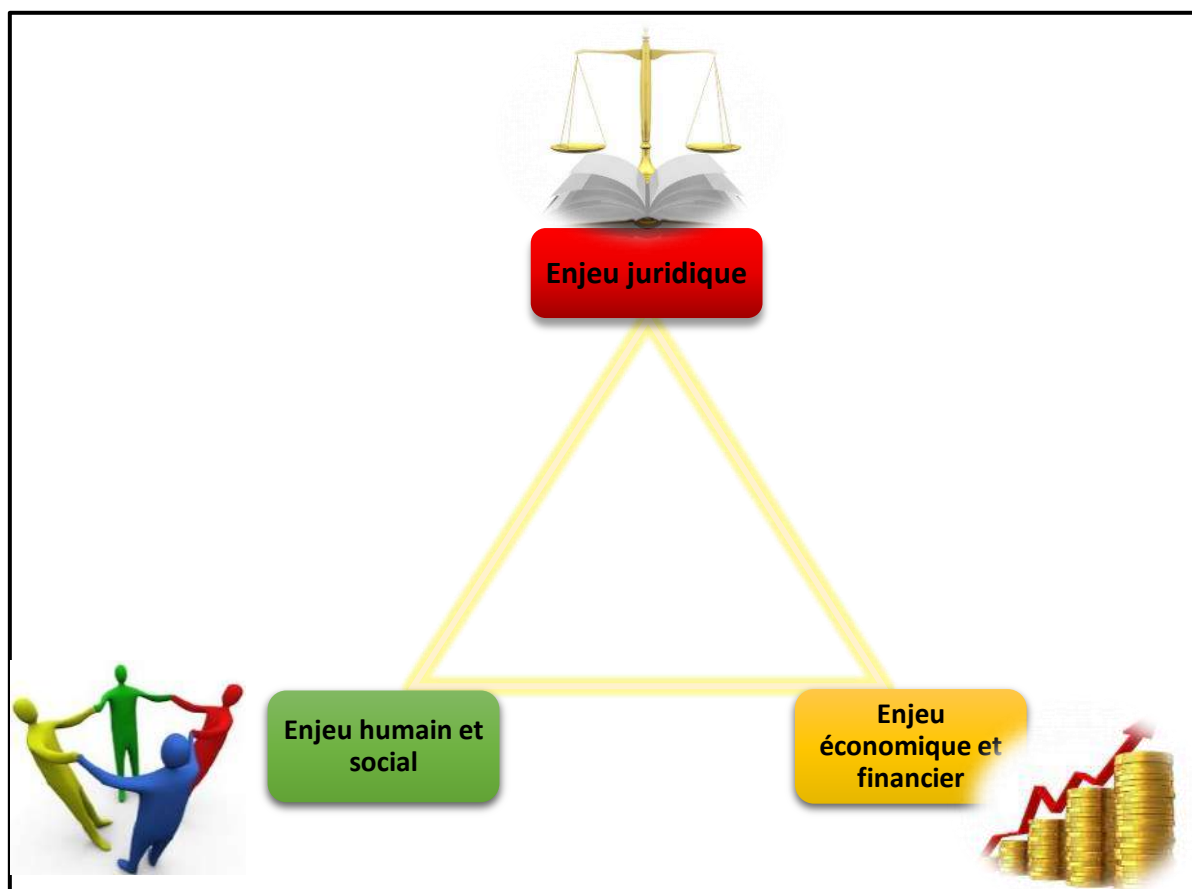 Enjeu juridique
Enjeu humain et
social
Enjeu
économique et
financier